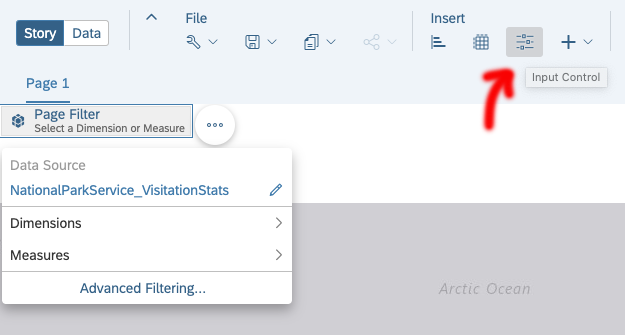 Story
Data
File
Insert
Page 1
Input Control
Page Filter
Select a Dimension or Measure
Data Source
NationalParkService_VisitationStats
Dimensions
Measures
Advanced Filtering...
Arctic Ocean